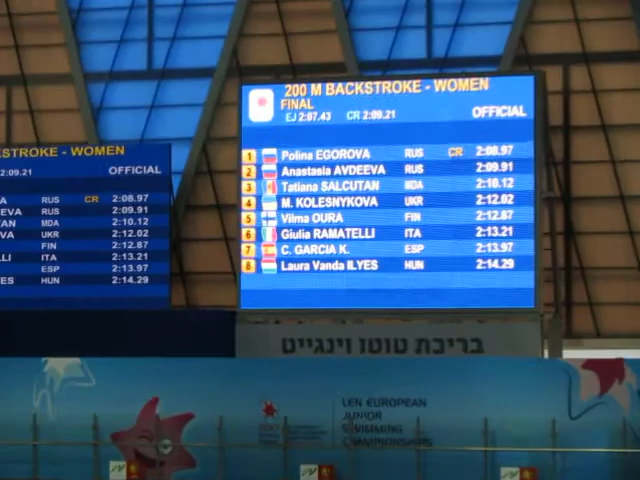 200 M BACKSTROKE - WOMEN
FINAL
EJ 2:07.43 CR 2:09.21 OFFICIAL
1 Polina EGOROVA RUS CR 2:08.97
2 Anastasia AVDEEVA RUS 2:09.91
3 Tatiana SALCUTAN MDA 2:10.12
4 M. KOLESNYKOVA UKR 2:12.02
5 Viima OURA FIN 2:12.87
6 Giulia RAMATELLI ITA 2:13.21
7 C. GARCIA K. ESP 2:13.97
8 Laura Vanda ILYES HUN 2:14.29
STROKE - WOMEN
2:09.21 OFFICIAL
A RUS CR 2:08.97
EVA RUS 2:09.91
AN MDA 2:10.12
OVA UKR 2:12.02
FIN 2:12.87
LLI ITA 2:13.21
ESP 2:13.97
ES HUN 2:14.29
בריכת טוטו וינגייט
LEN EUROPEAN
JUNIOR
SWIMMING
CHAMPIONSHIPS